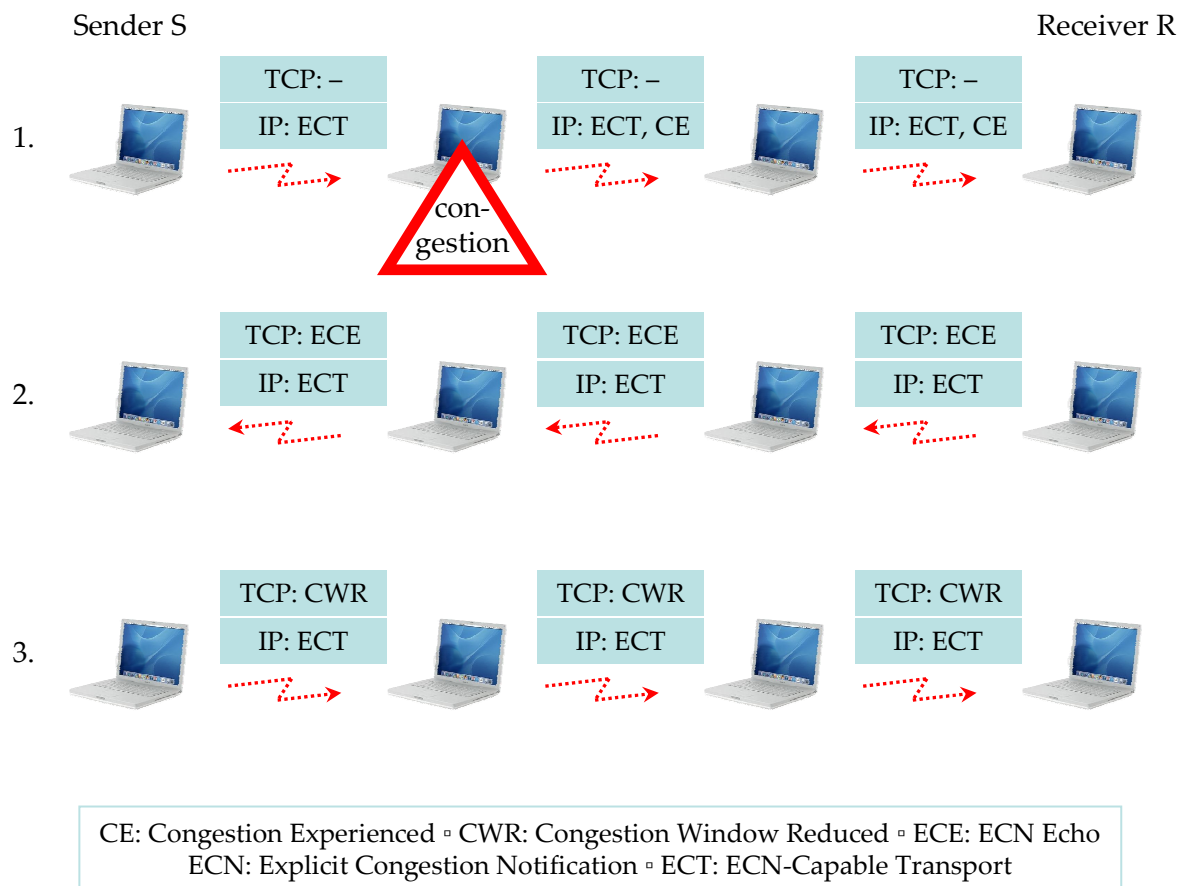 Sender S
Receiver R
1.
TCP: –
IP: ECT
TCP: –
IP: ECT, CE
TCP: –
IP: ECT, CE
con-
gestion
2.
TCP: ECE
IP: ECT
TCP: ECE
IP: ECT
TCP: ECE
IP: ECT
3.
TCP: CWR
IP: ECT
TCP: CWR
IP: ECT
TCP: CWR
IP: ECT
CE: Congestion Experienced ▫ CWR: Congestion Window Reduced ▫ ECE: ECN Echo
ECN: Explicit Congestion Notification ▫ ECT: ECN-Capable Transport